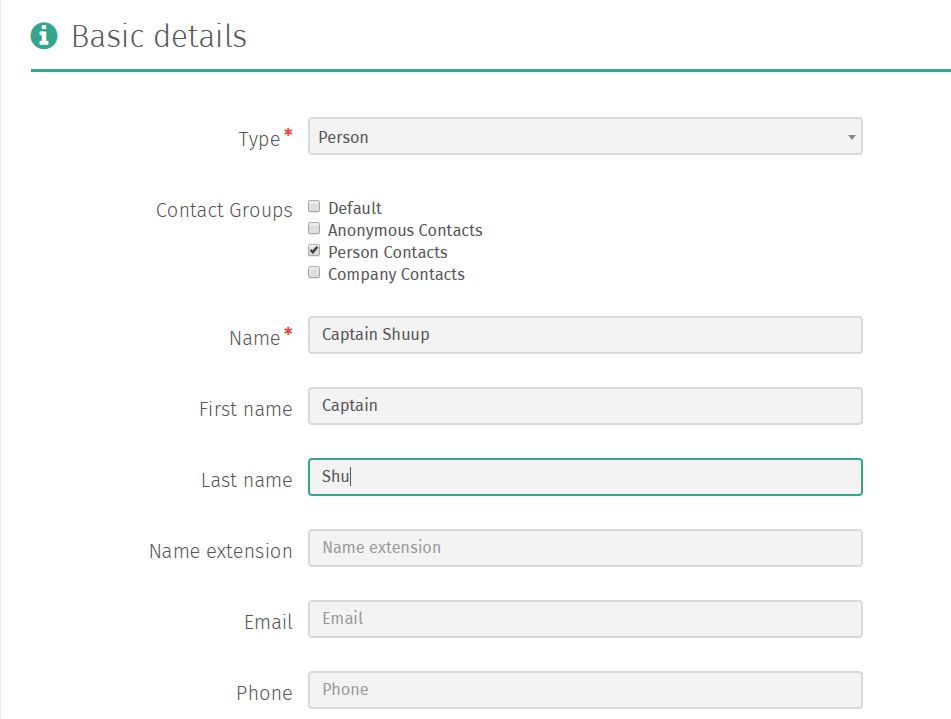 Basic details
Type* Person
Contact Groups Default
Anonymous Contacts
Person Contacts
Company Contacts
Name* Captain Shuup
First name Captain
Last name Shu
Name extension Name extension
Email Email
Phone Phone